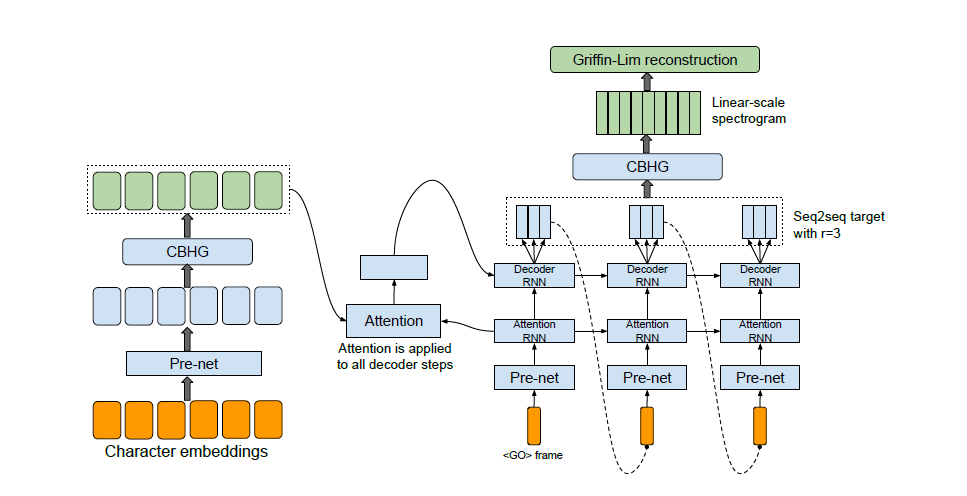 Griffin-Lim reconstruction
Linear-scale
spectrogram
CBHG
Seq2seq target
with r=3
CBHG
Decoder
RNN
Decoder
RNN
Decoder
RNN
Attention
Attention is applied
to all decoder steps
Attention
RNN
Attention
RNN
Attention
RNN
Pre-net
Pre-net
Pre-net
Pre-net
Character embeddings
<GO> frame